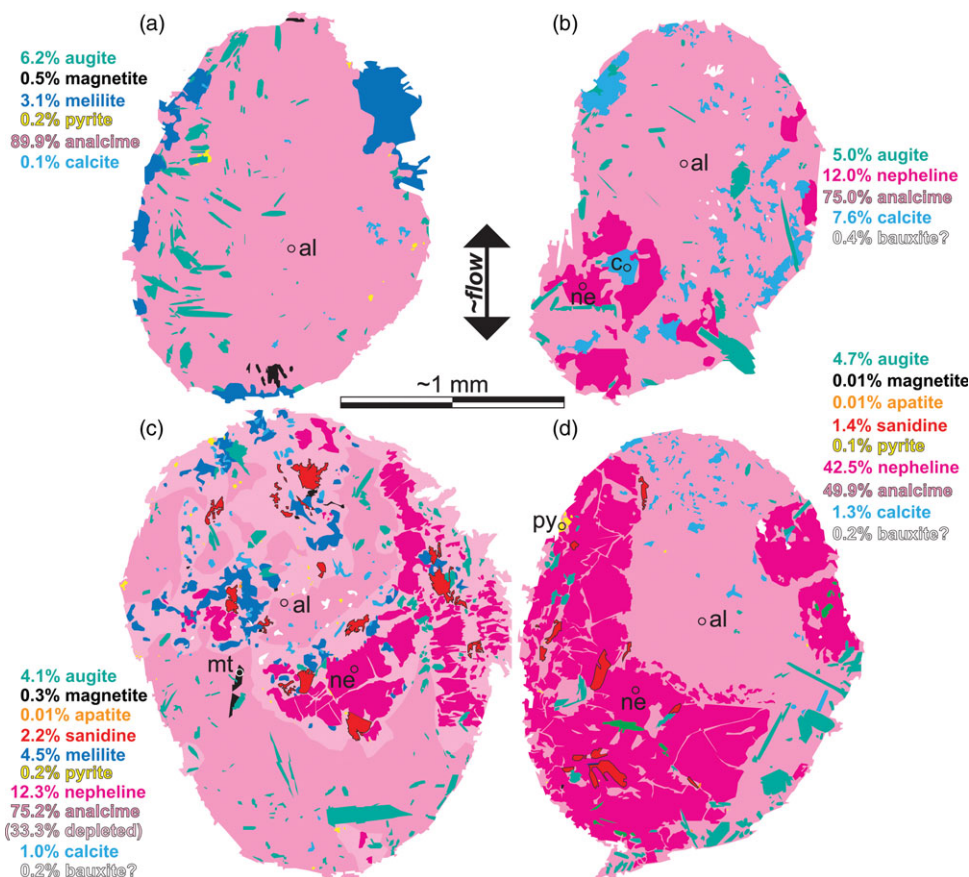 (a)
6.2% augite
0.5% magnetite
3.1% melilite
0.2% pyrite
89.9% analcime
0.1% calcite
al
(b)
al
c
ne
5.0% augite
12.0% nepheline
75.0% analcime
7.6% calcite
0.4% bauxite?
~flow
~1 mm
(c)
al
mt
ne
4.1% augite
0.3% magnetite
0.01% apatite
2.2% sanidine
4.5% melilite
0.2% pyrite
12.3% nepheline
75.2% analcime
(33.3% depleted)
1.0% calcite
0.2% bauxite?
(d)
py
al
ne
4.7% augite
0.01% magnetite
0.01% apatite
1.4% sanidine
0.1% pyrite
42.5% nepheline
49.9% analcime
1.3% calcite
0.2% bauxite?